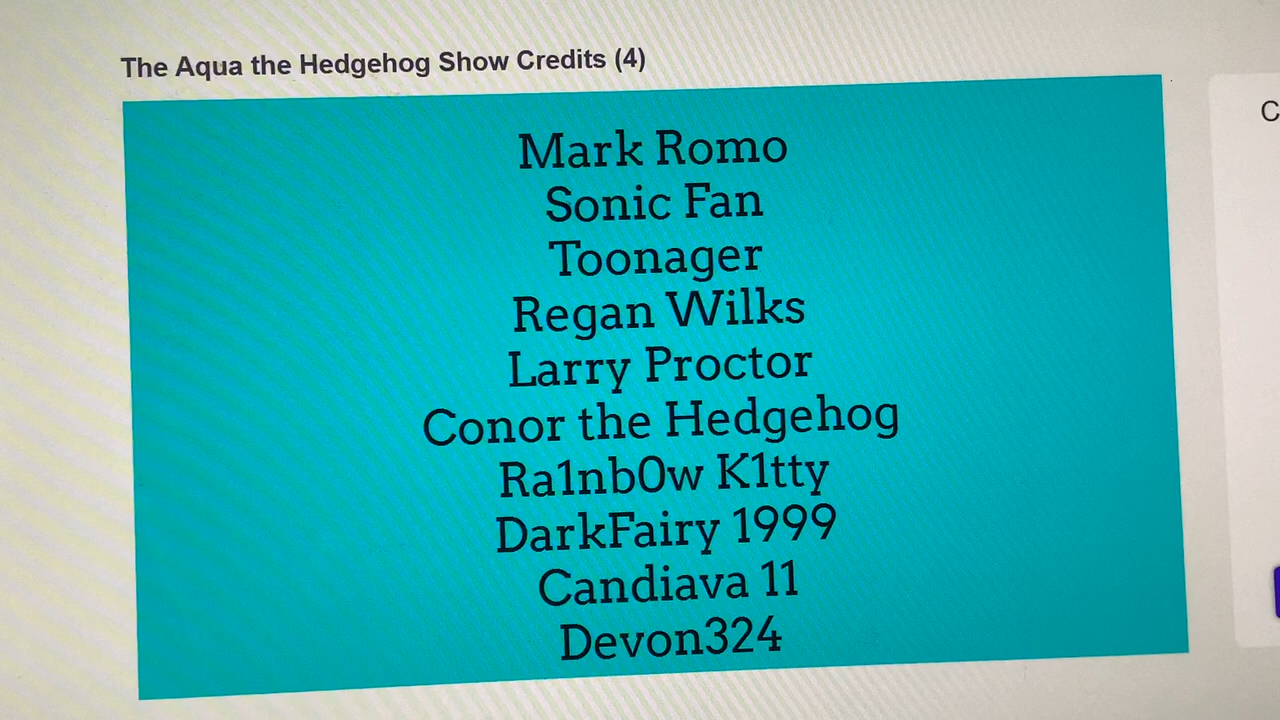 The Aqua the Hedgehog Show Credits (4)
Mark Romo
Sonic Fan
Toonager
Regan Wilks
Larry Proctor
Conor the Hedgehog
Ra1nb0w K1tty
DarkFairy 1999
Candiava 11
Devon324